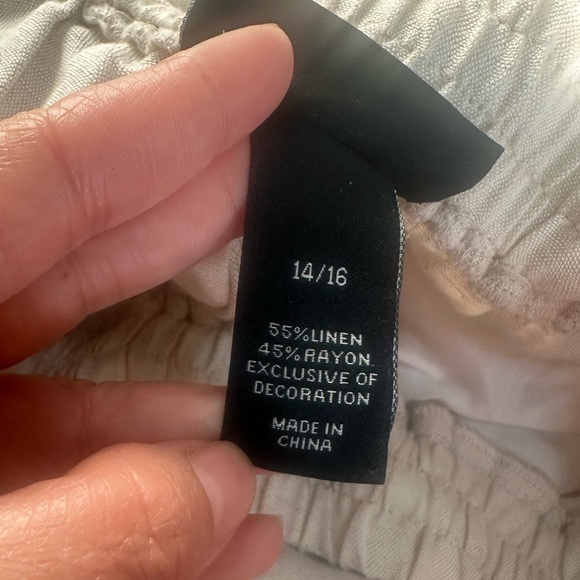 14/16
55%LINEN
45%RAYON
EXCLUSIVE OF
DECORATION
MADE IN
CHINA